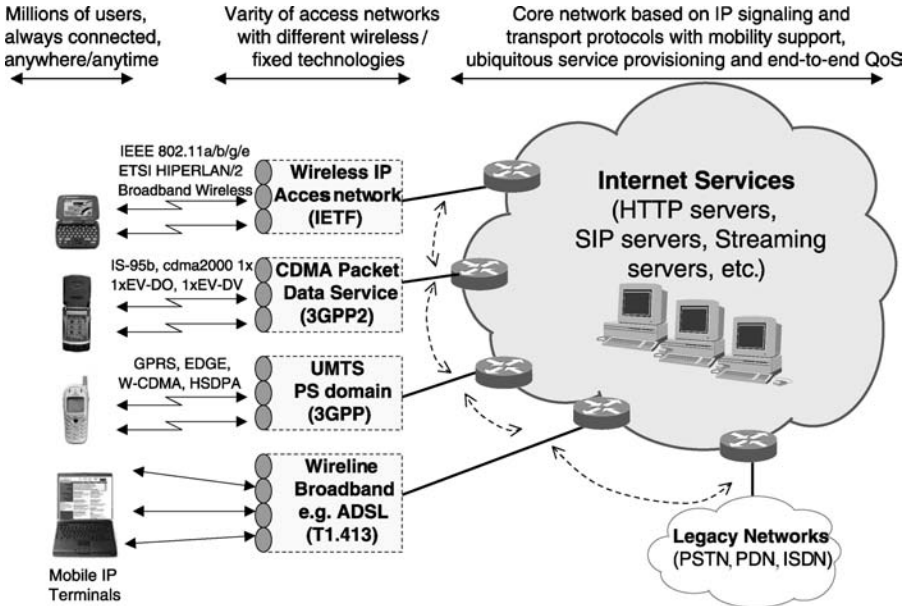 Millions of users,
always connected,
anywhere/anytime
Varity of access networks
with different wireless/
fixed technologies
Core network based on IP signaling and
transport protocols with mobility support,
ubiquitous service provisioning and end-to-end QoS
IEEE 802.11a/b/g/e
ETSI HIPERLAN/2
Broadband Wireless
Wireless IP
Acces network
(IETF)
Internet Services
(HTTP servers,
SIP servers, Streaming
servers, etc.)
IS-95b, cdma2000 1x
1xEV-DO, 1xEV-DV
CDMA Packet
Data Service
(3GPP2)
GPRS, EDGE,
W-CDMA, HSDPA
UMTS
PS domain
(3GPP)
Wireline
Broadband
e.g. ADSL
(T1.413)
Mobile IP
Terminals
Legacy Networks
(PSTN, PDN, ISDN)